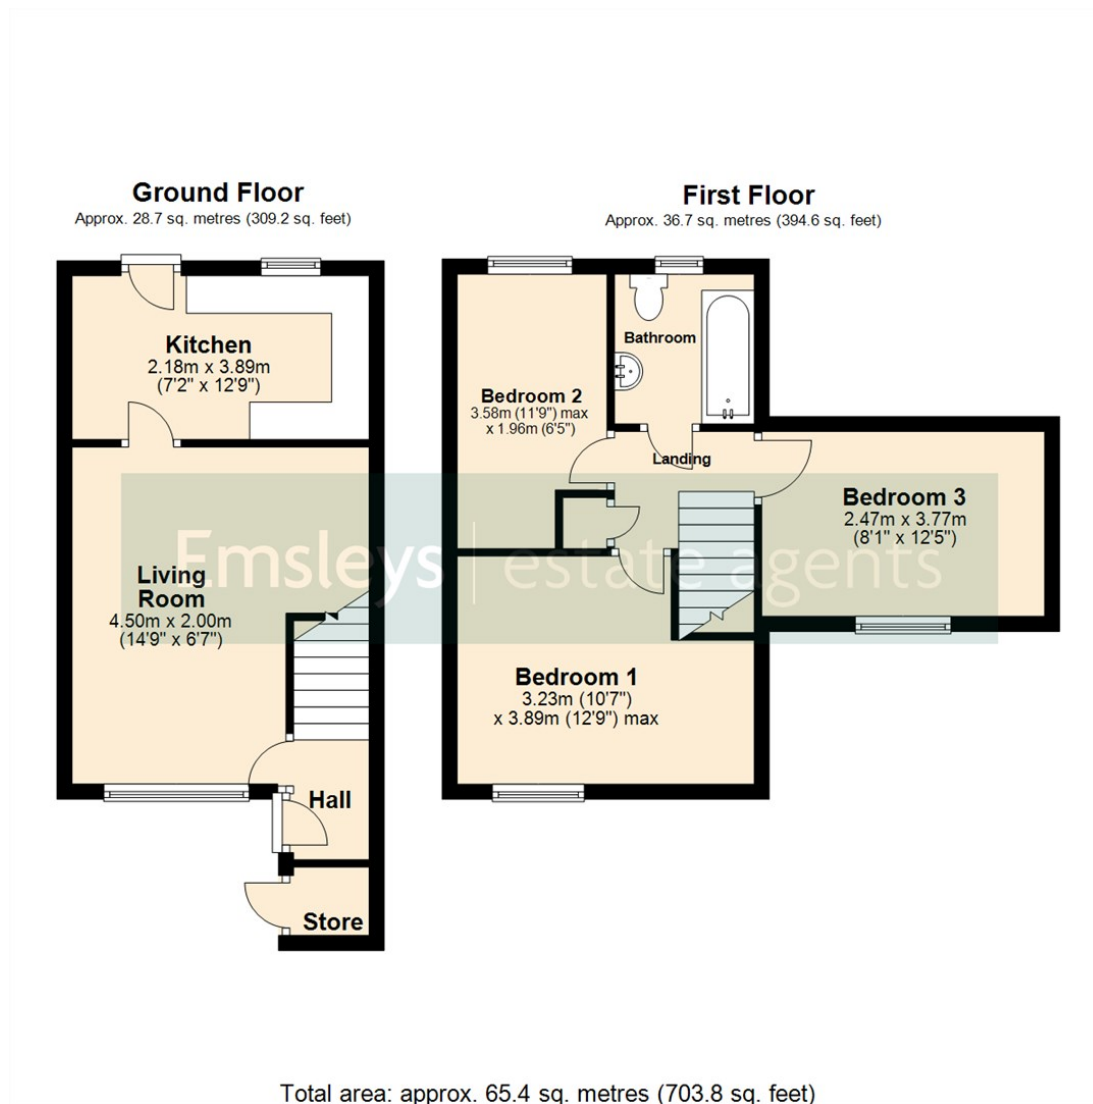 Ground Floor
Approx. 28.7 sq. metres (309.2 sq. feet)
Kitchen
2.18m x 3.89m
(7'2" x 12'9")
Living
Room
4.50m x 2.00m
(14'9" x 6'7")
Hall
Store
First Floor
Approx. 36.7 sq. metres (394.6 sq. feet)
Bathroom
Bedroom 2
3.58m (11'9") max
x 1.96m (6'5")
Landing
Bedroom 3
2.47m x 3.77m
(8'1" x 12'5")
Bedroom 1
3.23m (10'7")
x 3.89m (12'9") max
Emsleys | estate agents
Total area: approx. 65.4 sq. metres (703.8 sq. feet)